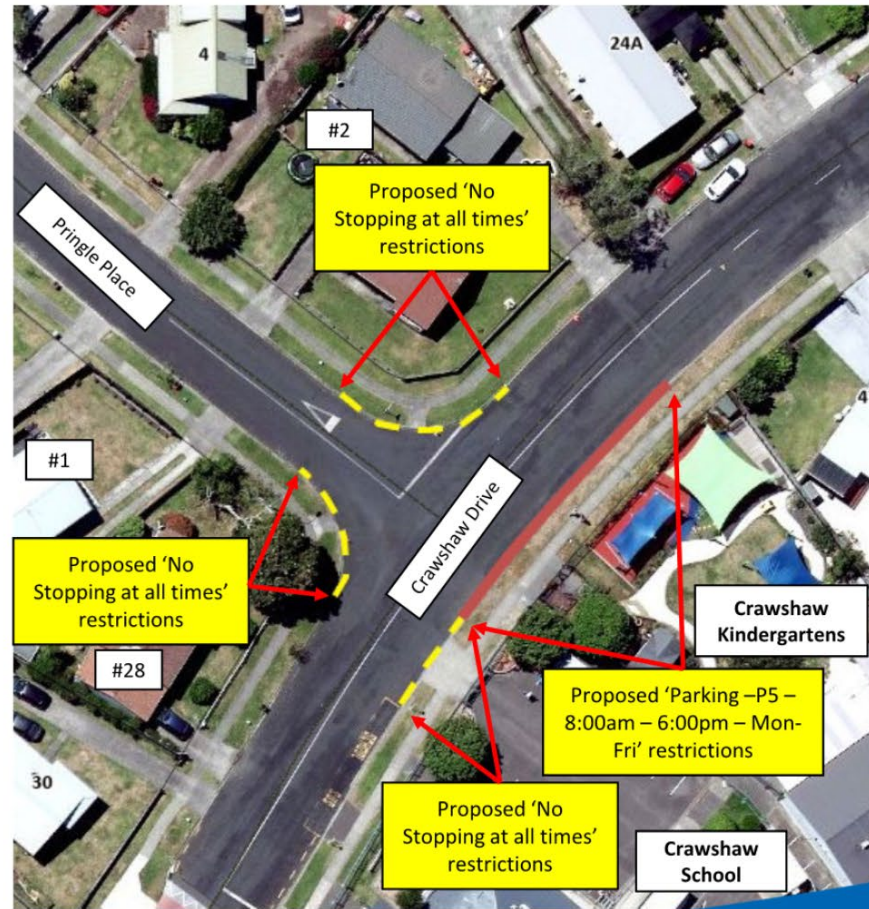 4
24A
#2
Proposed ‘No
Stopping at all times’
restrictions
Pringle Place
#1
Proposed ‘No
Stopping at all times’
restrictions
Crawshaw Drive
4
Crawshaw
Kindergartens
#28
Proposed ‘Parking –P5 –
8:00am – 6:00pm – Mon-
Fri’ restrictions
30
Proposed ‘No
Stopping at all times’
restrictions
Crawshaw
School